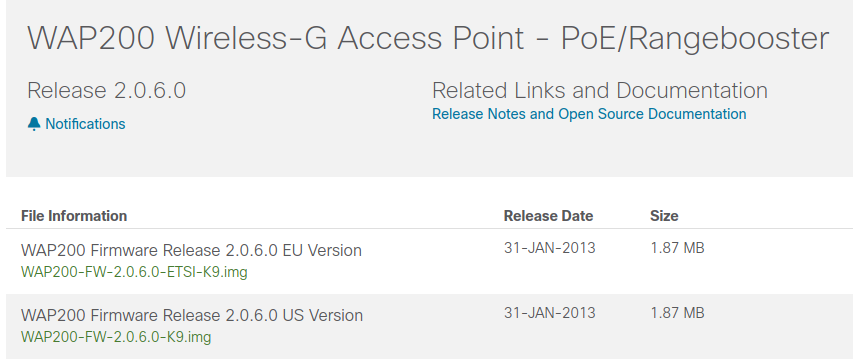 WAP200 Wireless-G Access Point - PoE/Rangebooster
Release 2.0.6.0
Notifications
Related Links and Documentation
Release Notes and Open Source Documentation
File Information Release Date Size
WAP200 Firmware Release 2.0.6.0 EU Version 31-JAN-2013 1.87 MB
WAP200-FW-2.0.6.0-ETSI-K9.img
WAP200 Firmware Release 2.0.6.0 US Version 31-JAN-2013 1.87 MB
WAP200-FW-2.0.6.0-K9.img